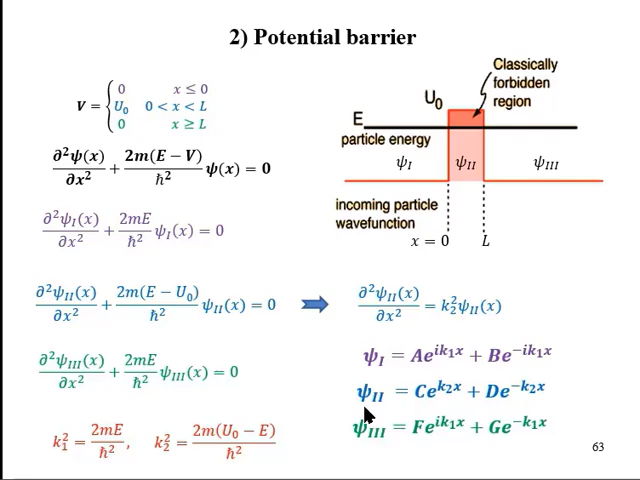 2) Potential barrier
V = { 0 x ≤ 0
U₀ 0 < x < L
0 x ≥ L
∂²ψ(x)/∂x² + 2m(E − V)/ħ² ψ(x) = 0
∂²ψ_I(x)/∂x² + 2mE/ħ² ψ_I(x) = 0
∂²ψ_II(x)/∂x² + 2m(E − U₀)/ħ² ψ_II(x) = 0
∂²ψ_III(x)/∂x² + 2mE/ħ² ψ_III(x) = 0
k₁² = 2mE/ħ², k₂² = 2m(U₀ − E)/ħ²
Classically
forbidden
region
U₀
E
particle energy
ψ_I ψ_II ψ_III
incoming particle
wavefunction
x = 0 L
∂²ψ_II(x)/∂x² = k₂²ψ_II(x)
ψ_I = Ae^{ik₁x} + Be^{−ik₁x}
ψ_II = Ce^{k₂x} + De^{−k₂x}
ψ_III = Fe^{ik₁x} + Ge^{−k₁x}
63